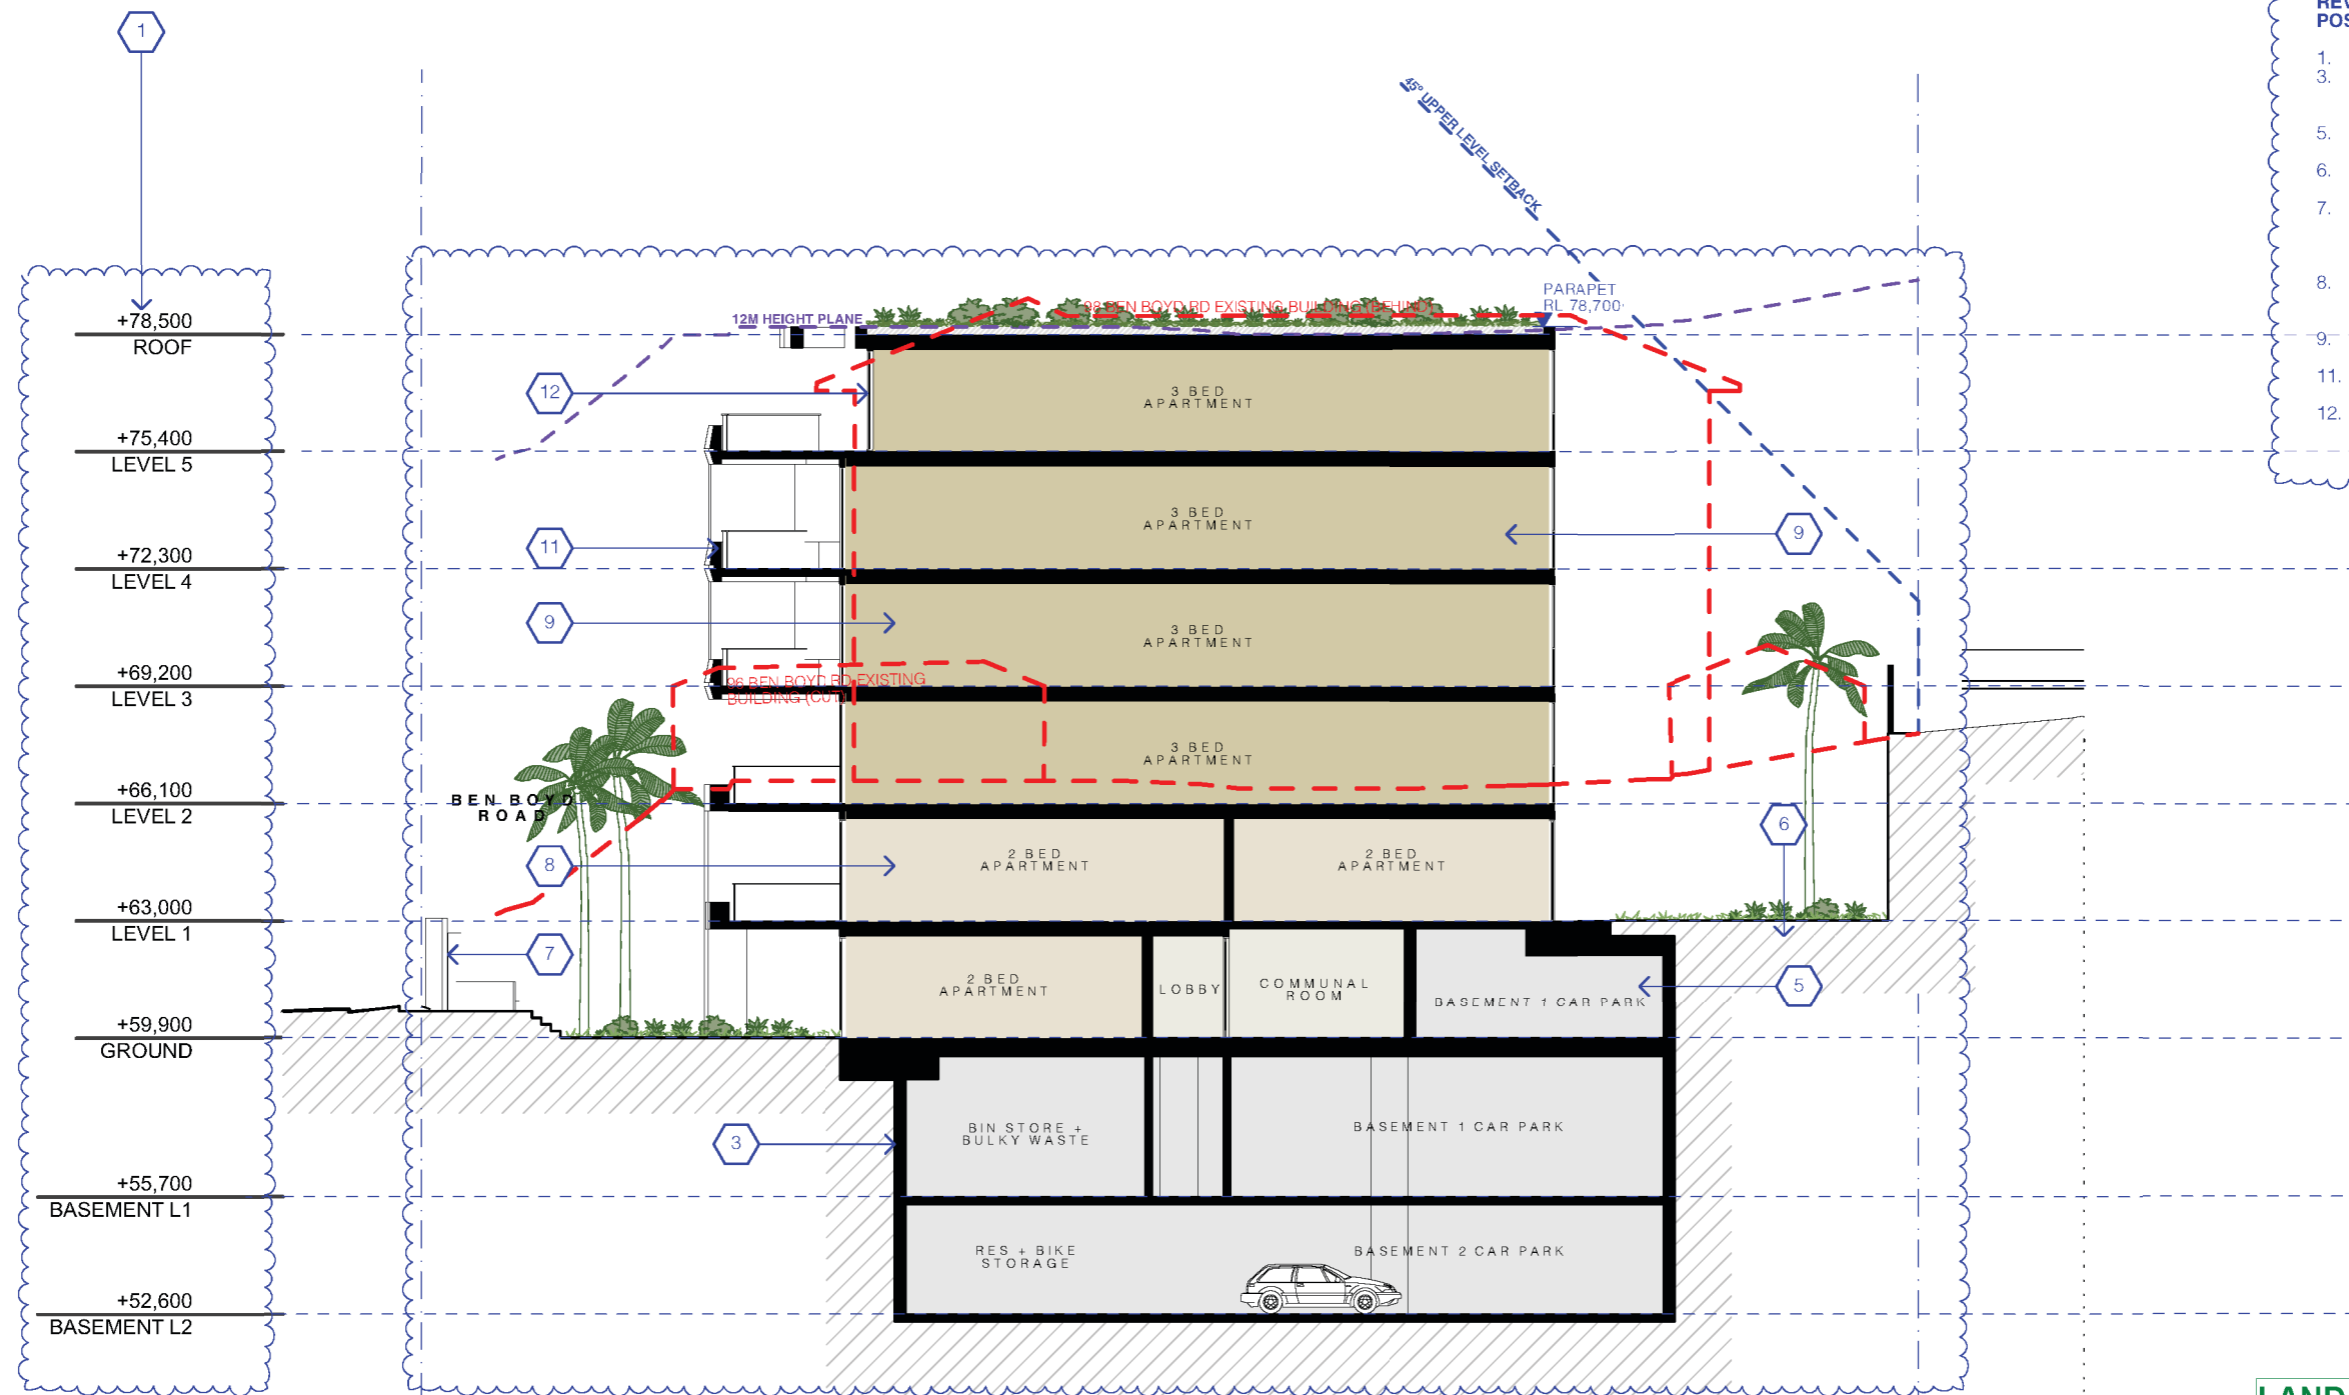 1
REV
POS
1.
3.
5.
6.
7.
8.
9.
11.
12.
45° UPPER LEVEL SETBACK
+78,500
ROOF
12M HEIGHT PLANE
98 BEN BOYD RD EXISTING BUILDING (BEHIND)
PARAPET
RL 78,700
12
3 BED
APARTMENT
+75,400
LEVEL 5
11
3 BED
APARTMENT
9
+72,300
LEVEL 4
9
3 BED
APARTMENT
+69,200
LEVEL 3
96 BEN BOYD RD EXISTING
BUILDING (CUT)
3 BED
APARTMENT
+66,100
LEVEL 2
BEN BOYD
ROAD
6
8
2 BED
APARTMENT
2 BED
APARTMENT
+63,000
LEVEL 1
7
2 BED
APARTMENT
LOBBY
COMMUNAL
ROOM
BASEMENT 1 CAR PARK
5
+59,900
GROUND
3
BIN STORE +
BULKY WASTE
BASEMENT 1 CAR PARK
+55,700
BASEMENT L1
RES + BIKE
STORAGE
BASEMENT 2 CAR PARK
+52,600
BASEMENT L2
LAND